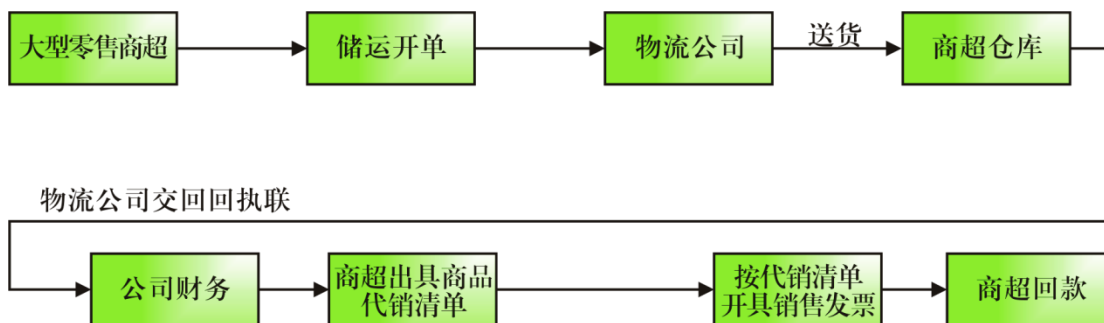 大型零售商超
储运开单
物流公司
送货
商超仓库
物流公司交回回执联
公司财务
商超出具商品
代销清单
按代销清单
开具销售发票
商超回款